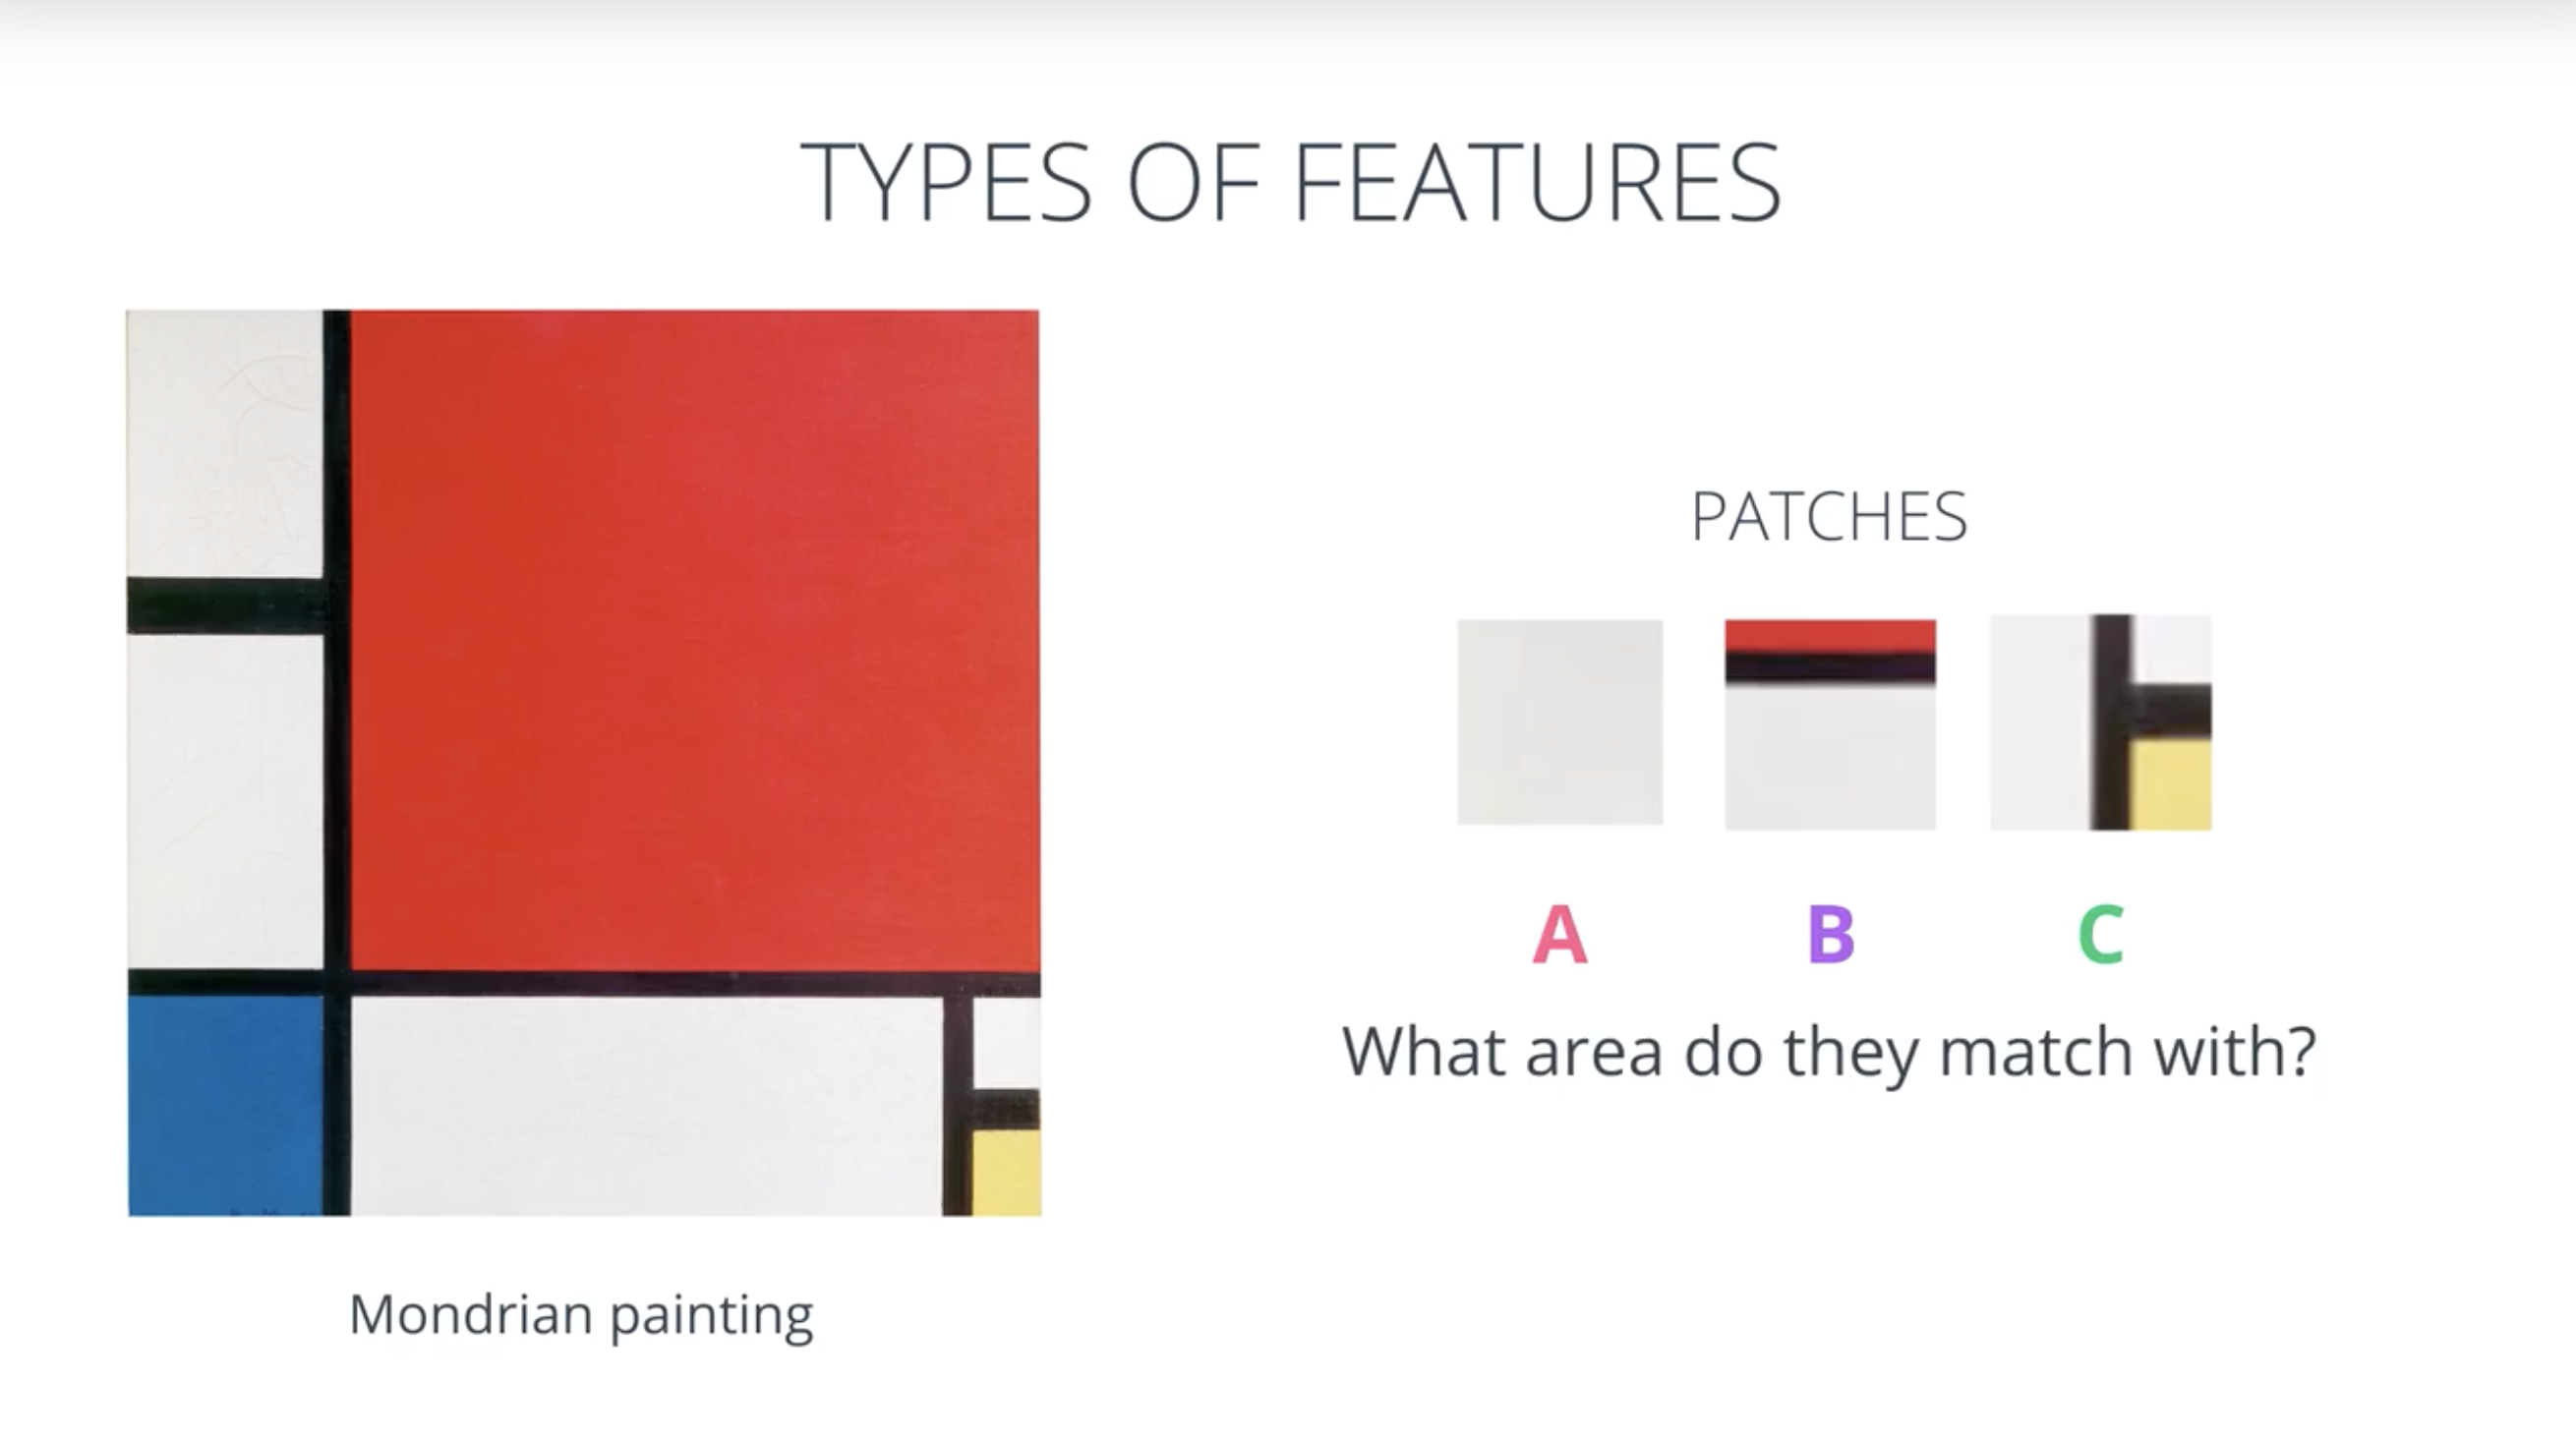 TYPES OF FEATURES
PATCHES
A B C
What area do they match with?
Mondrian painting